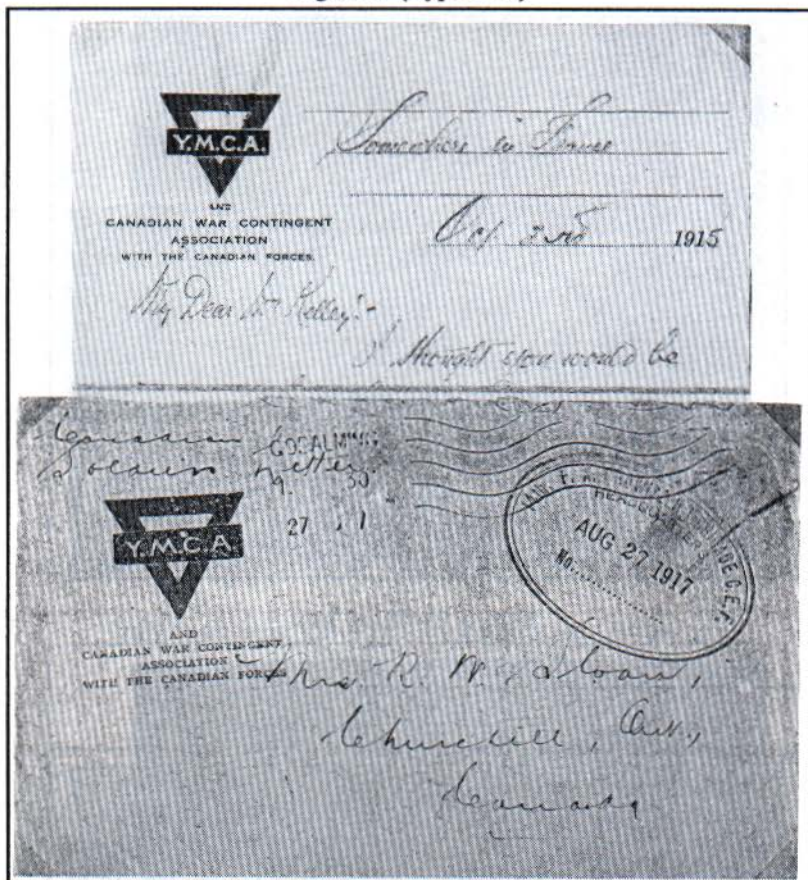 Y.M.C.A.
AND
CANADIAN WAR CONTINGENT
ASSOCIATION
WITH THE CANADIAN FORCES.
Somewhere in France
Oct 1915
My Dear Mr Kelley:-
I thought you would be
Canadian
Soldiers Letter
GODALMING
27
Y.M.C.A.
AND
CANADIAN WAR CONTINGENT
ASSOCIATION
WITH THE CANADIAN FORCES
HEADQUARTERS
C.E.F.
AUG 27 1917
No.
Mrs. R. W. Sloan,
Churchill, Ont.,
Canada